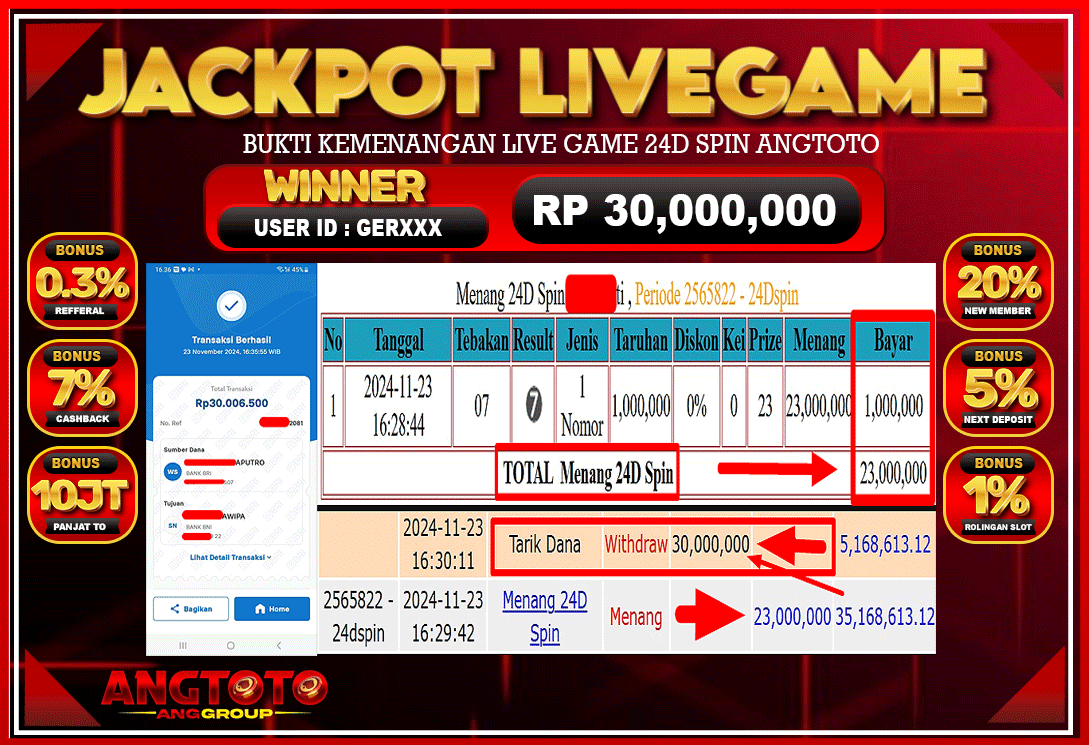 JACKPOT LIVEGAME
BUKTI KEMENANGAN LIVE GAME 24D SPIN ANGTOTO
WINNER
USER ID : GERXXX
RP 30,000,000
BONUS
0.3%
REFFERAL
BONUS
7%
CASHBACK
BONUS
10JT
PANJAT TO
16.36
45%
Transaksi Berhasil
23 November 2024, 16:35:55 WIB
Total Transaksi
Rp30.006.500
No. Ref
2081
Sumber Dana
APUTRO
WS
BANK BRI
507
Tujuan
AWIPA
SN
BANK BNI
22
Lihat Detail Transaksi
Bagikan
Home
Menang 24D Spin ti , Periode 2565822 - 24Dspin
No Tanggal Tebakan Result Jenis Taruhan Diskon Kei Prize Menang Bayar
1 2024-11-23 16:28:44 07 7 1 Nomor 1,000,000 0% 0 23 23,000,000 1,000,000
TOTAL Menang 24D Spin 23,000,000
2024-11-23 16:30:11 Tarik Dana Withdraw 30,000,000 5,168,613.12
2565822 - 24dspin 2024-11-23 16:29:42 Menang 24D Spin Menang 23,000,000 35,168,613.12
BONUS
20%
NEW MEMBER
BONUS
5%
NEXT DEPOSIT
BONUS
1%
ROLINGAN SLOT
ANGTOTO
ANGGROUP